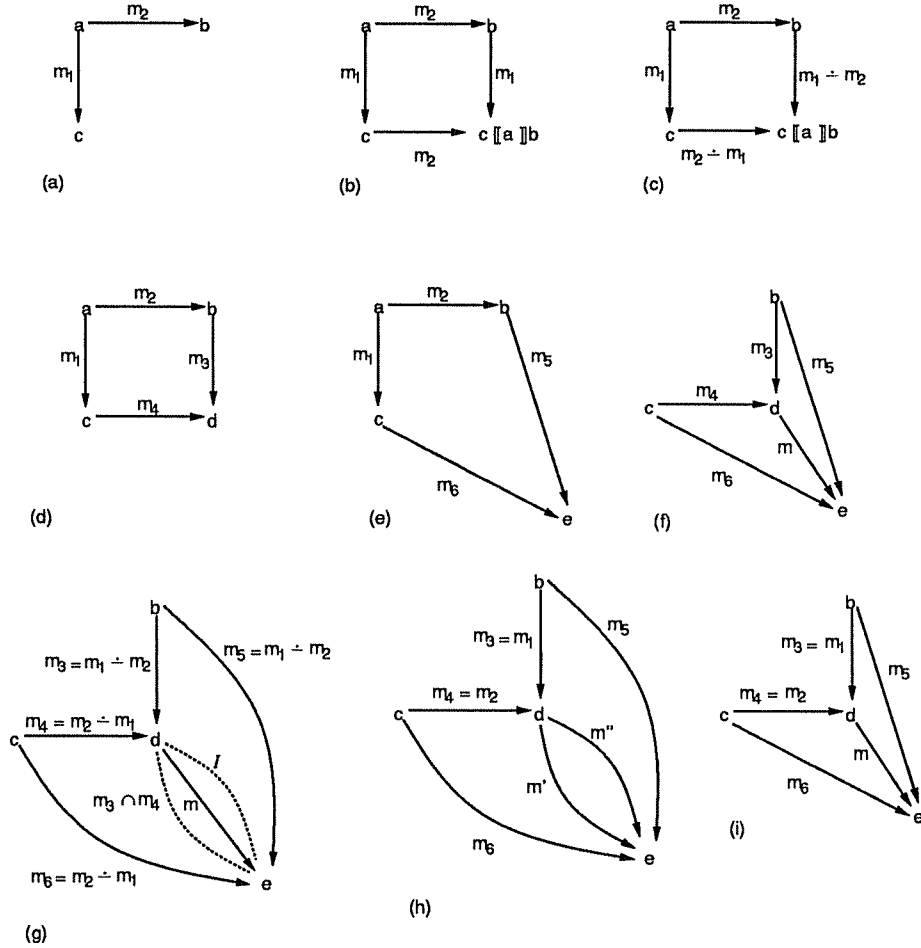 a m₂ b
m₁
c
(a)
a m₂ b
m₁ m₁
c c ⟦a⟧b
m₂
(b)
a m₂ b
m₁ m₁ ∸ m₂
c c ⟦a⟧b
m₂ ∸ m₁
(c)
a m₂ b
m₁ m₃
c m₄ d
(d)
a m₂ b
m₁ m₅
c
m₆
e
(e)
b
m₃ m₅
c m₄ d
m
m₆
e
(f)
b
m₃ = m₁ ∸ m₂ m₅ = m₁ ∸ m₂
m₄ = m₂ ∸ m₁
c d
I
m₃ ∩ m₄ m
m₆ = m₂ ∸ m₁ e
(g)
b
m₃ = m₁ m₅
m₄ = m₂
c d
m''
m'
m₆
e
(h)
b
m₃ = m₁ m₅
m₄ = m₂
c d
m
m₆
e
(i)